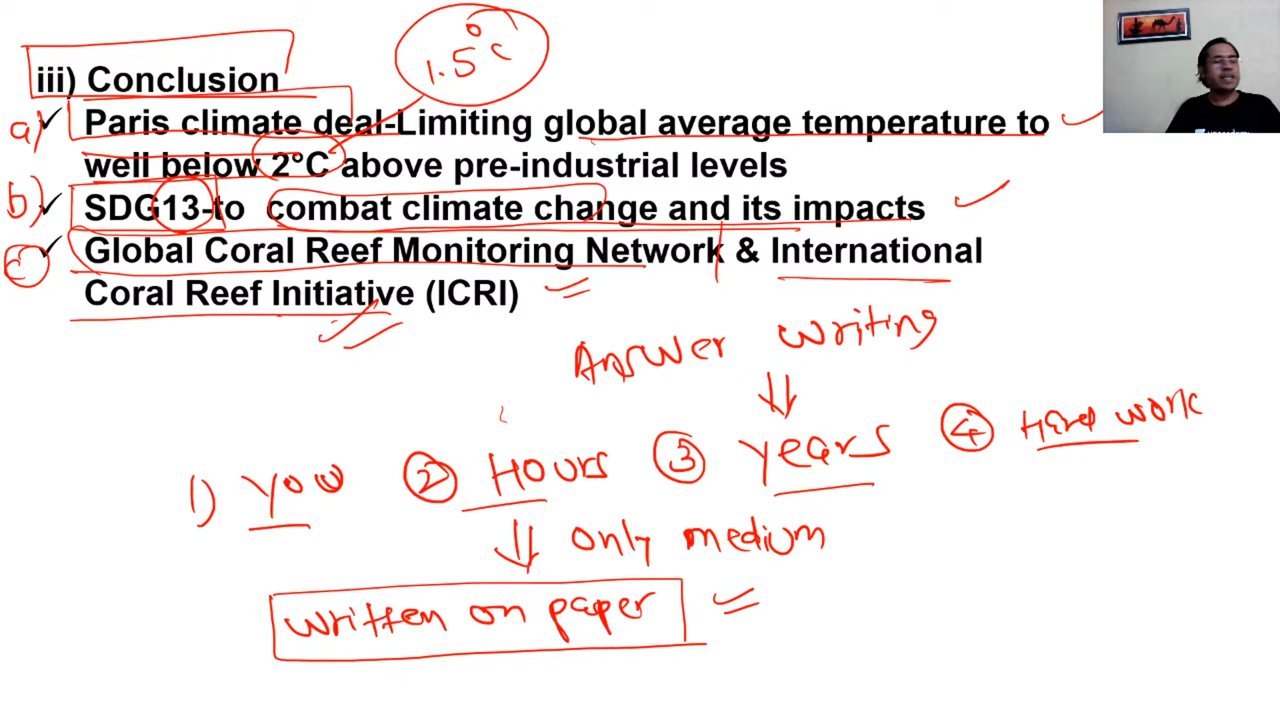 1.5°C
iii) Conclusion
a) ✓ Paris climate deal-Limiting global average temperature to
well below 2°C above pre-industrial levels
b) ✓ SDG13-to combat climate change and its impacts
c) ✓ Global Coral Reef Monitoring Network & International
Coral Reef Initiative (ICRI)
Answer writing
1) You ② Hours ③ Years ④ Hard work
only medium
written on paper